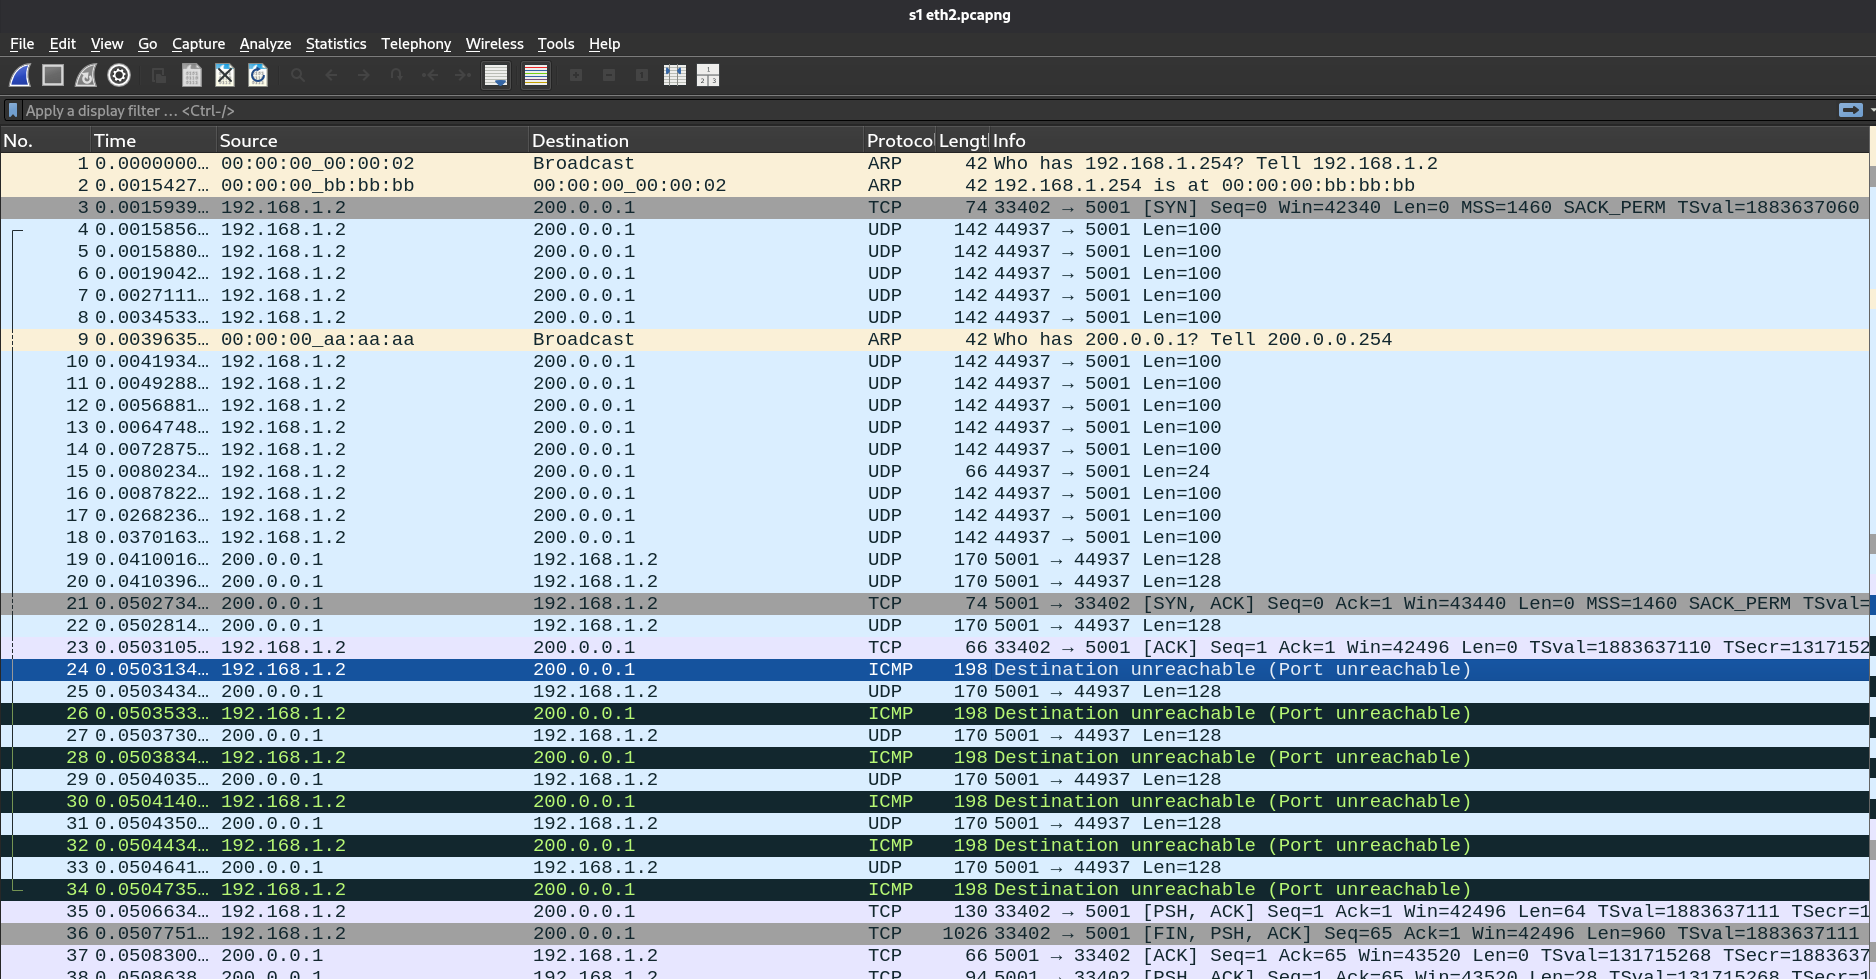 s1 eth2.pcapng
File Edit View Go Capture Analyze Statistics Telephony Wireless Tools Help
Apply a display filter … <Ctrl-/>
No. Time Source Destination Protoco Lengt Info
1 0.0000000… 00:00:00_00:00:02 Broadcast ARP 42 Who has 192.168.1.254? Tell 192.168.1.2
2 0.0015427… 00:00:00_bb:bb:bb 00:00:00_00:00:02 ARP 42 192.168.1.254 is at 00:00:00:bb:bb:bb
3 0.0015939… 192.168.1.2 200.0.0.1 TCP 74 33402 → 5001 [SYN] Seq=0 Win=42340 Len=0 MSS=1460 SACK_PERM TSval=1883637060
4 0.0015856… 192.168.1.2 200.0.0.1 UDP 142 44937 → 5001 Len=100
5 0.0015880… 192.168.1.2 200.0.0.1 UDP 142 44937 → 5001 Len=100
6 0.0019042… 192.168.1.2 200.0.0.1 UDP 142 44937 → 5001 Len=100
7 0.0027111… 192.168.1.2 200.0.0.1 UDP 142 44937 → 5001 Len=100
8 0.0034533… 192.168.1.2 200.0.0.1 UDP 142 44937 → 5001 Len=100
9 0.0039635… 00:00:00_aa:aa:aa Broadcast ARP 42 Who has 200.0.0.1? Tell 200.0.0.254
10 0.0041934… 192.168.1.2 200.0.0.1 UDP 142 44937 → 5001 Len=100
11 0.0049288… 192.168.1.2 200.0.0.1 UDP 142 44937 → 5001 Len=100
12 0.0056881… 192.168.1.2 200.0.0.1 UDP 142 44937 → 5001 Len=100
13 0.0064748… 192.168.1.2 200.0.0.1 UDP 142 44937 → 5001 Len=100
14 0.0072875… 192.168.1.2 200.0.0.1 UDP 142 44937 → 5001 Len=100
15 0.0080234… 192.168.1.2 200.0.0.1 UDP 66 44937 → 5001 Len=24
16 0.0087822… 192.168.1.2 200.0.0.1 UDP 142 44937 → 5001 Len=100
17 0.0268236… 192.168.1.2 200.0.0.1 UDP 142 44937 → 5001 Len=100
18 0.0370163… 192.168.1.2 200.0.0.1 UDP 142 44937 → 5001 Len=100
19 0.0410016… 200.0.0.1 192.168.1.2 UDP 170 5001 → 44937 Len=128
20 0.0410396… 200.0.0.1 192.168.1.2 UDP 170 5001 → 44937 Len=128
21 0.0502734… 200.0.0.1 192.168.1.2 TCP 74 5001 → 33402 [SYN, ACK] Seq=0 Ack=1 Win=43440 Len=0 MSS=1460 SACK_PERM TSval=
22 0.0502814… 200.0.0.1 192.168.1.2 UDP 170 5001 → 44937 Len=128
23 0.0503105… 192.168.1.2 200.0.0.1 TCP 66 33402 → 5001 [ACK] Seq=1 Ack=1 Win=42496 Len=0 TSval=1883637110 TSecr=1317152
24 0.0503134… 192.168.1.2 200.0.0.1 ICMP 198 Destination unreachable (Port unreachable)
25 0.0503434… 200.0.0.1 192.168.1.2 UDP 170 5001 → 44937 Len=128
26 0.0503533… 192.168.1.2 200.0.0.1 ICMP 198 Destination unreachable (Port unreachable)
27 0.0503730… 200.0.0.1 192.168.1.2 UDP 170 5001 → 44937 Len=128
28 0.0503834… 192.168.1.2 200.0.0.1 ICMP 198 Destination unreachable (Port unreachable)
29 0.0504035… 200.0.0.1 192.168.1.2 UDP 170 5001 → 44937 Len=128
30 0.0504140… 192.168.1.2 200.0.0.1 ICMP 198 Destination unreachable (Port unreachable)
31 0.0504350… 200.0.0.1 192.168.1.2 UDP 170 5001 → 44937 Len=128
32 0.0504434… 192.168.1.2 200.0.0.1 ICMP 198 Destination unreachable (Port unreachable)
33 0.0504641… 200.0.0.1 192.168.1.2 UDP 170 5001 → 44937 Len=128
34 0.0504735… 192.168.1.2 200.0.0.1 ICMP 198 Destination unreachable (Port unreachable)
35 0.0506634… 192.168.1.2 200.0.0.1 TCP 130 33402 → 5001 [PSH, ACK] Seq=1 Ack=1 Win=42496 Len=64 TSval=1883637111 TSecr=1
36 0.0507751… 192.168.1.2 200.0.0.1 TCP 1026 33402 → 5001 [FIN, PSH, ACK] Seq=65 Ack=1 Win=42496 Len=960 TSval=1883637111
37 0.0508300… 200.0.0.1 192.168.1.2 TCP 66 5001 → 33402 [ACK] Seq=1 Ack=65 Win=43520 Len=0 TSval=131715268 TSecr=1883637
38 0.0508638… 200.0.0.1 192.168.1.2 TCP 94 5001 → 33402 [PSH, ACK] Seq=1 Ack=65 Win=43520 Len=28 TSval=131715268 TSecr=